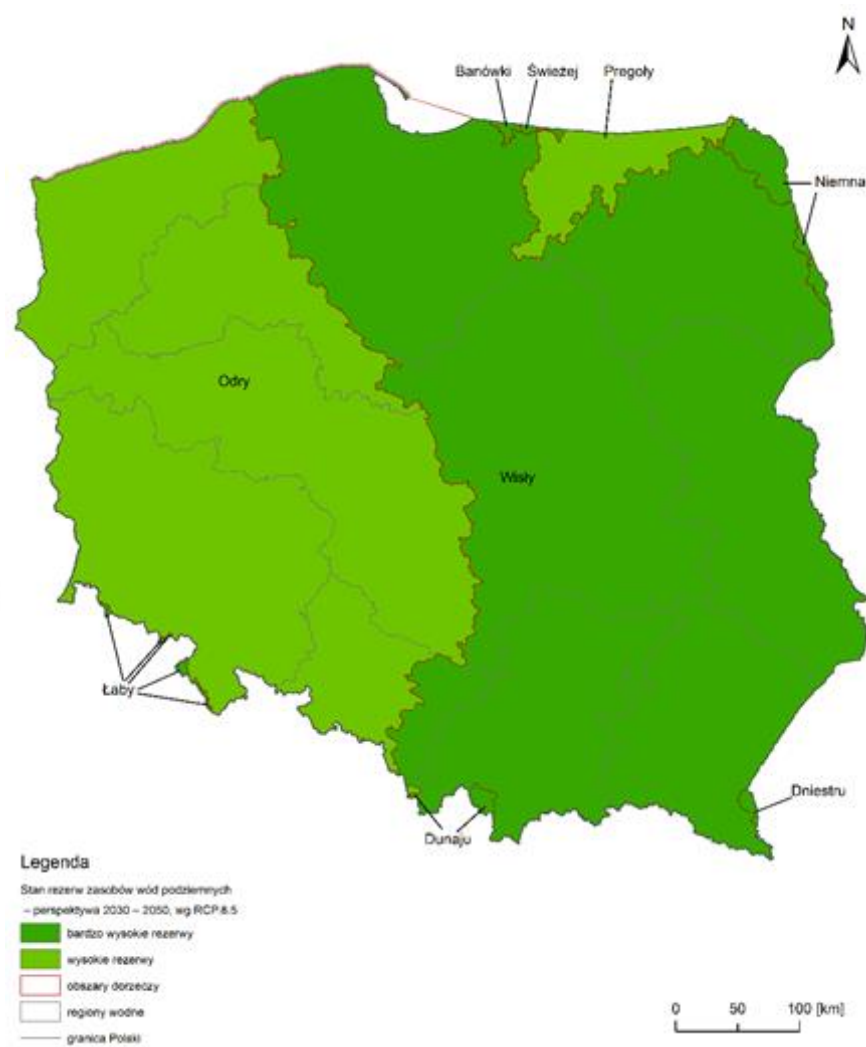 N
Banówki
Świeżej
Pregoły
Niemna
Odry
Wisły
Łaby
Dniestru
Dunaju
Legenda
Stan rezerw zasobów wód podziemnych
– perspektywa 2030 – 2050, wg RCP.8.5
bardzo wysokie rezerwy
wysokie rezerwy
obszary dorzeczy
regiony wodne
granica Polski
0 50 100 [km]